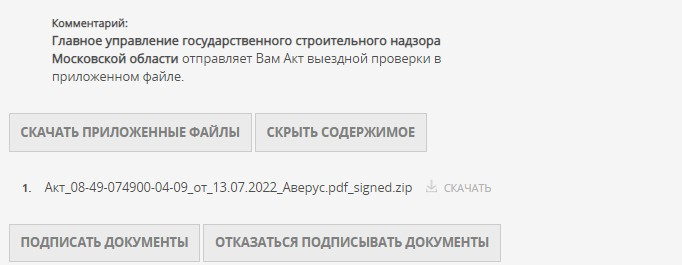 Комментарий:
Главное управление государственного строительного надзора
Московской области отправляет Вам Акт выездной проверки в
приложенном файле.
СКАЧАТЬ ПРИЛОЖЕННЫЕ ФАЙЛЫ СКРЫТЬ СОДЕРЖИМОЕ
1. Акт_08-49-074900-04-09_от_13.07.2022_Аверус.pdf_signed.zip СКАЧАТЬ
ПОДПИСАТЬ ДОКУМЕНТЫ ОТКАЗАТЬСЯ ПОДПИСЫВАТЬ ДОКУМЕНТЫ